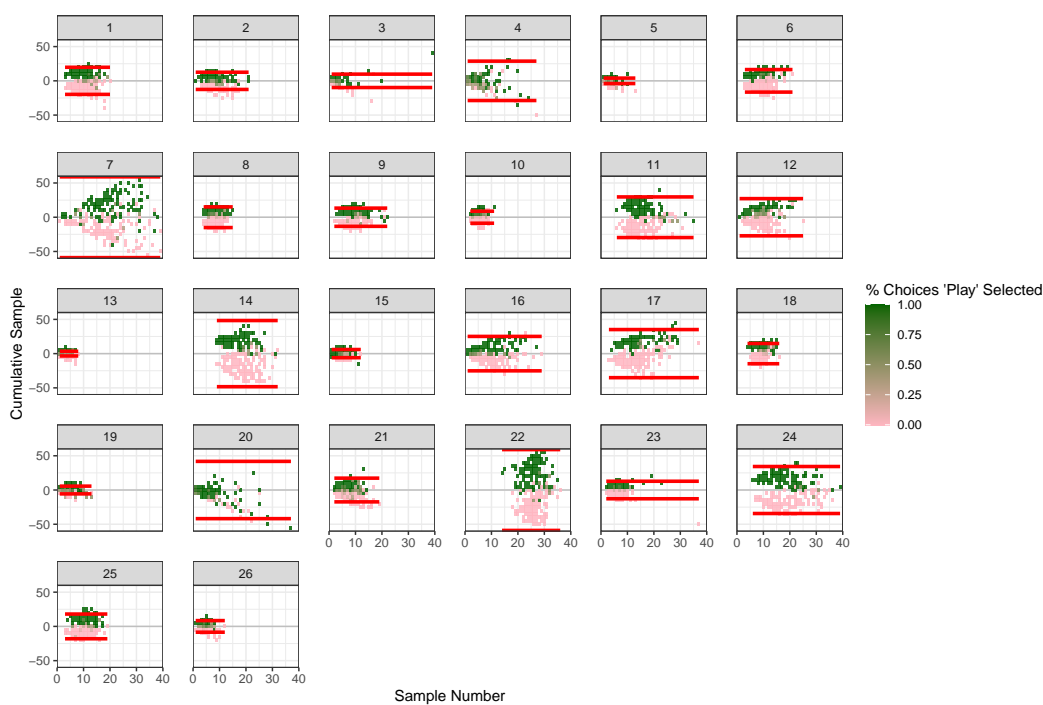 1 2 3 4 5 6
50
0
−50
7 8 9 10 11 12
50
0
−50
13 14 15 16 17 18
50
0
−50
19 20 21 22 23 24
50
0
−50
0 10 20 30 40 0 10 20 30 40 0 10 20 30 40 0 10 20 30 40
25 26
50
0
−50
0 10 20 30 40 0 10 20 30 40
Sample Number
Cumulative Sample
% Choices 'Play' Selected
1.00
0.75
0.50
0.25
0.00